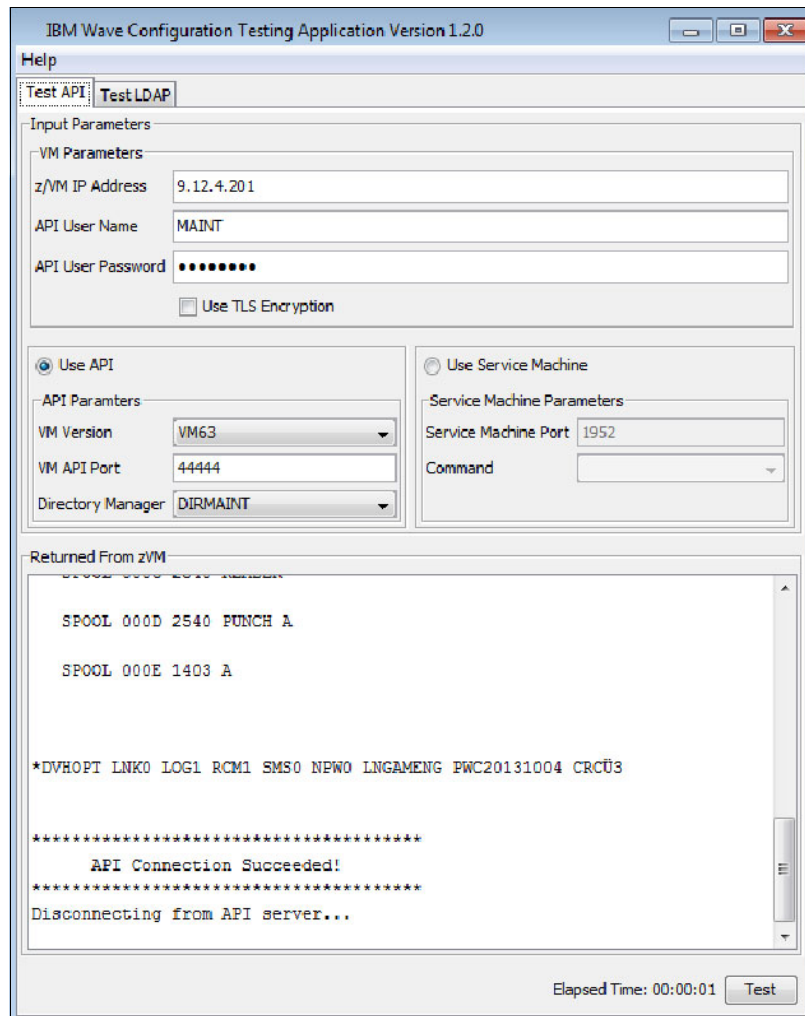 IBM Wave Configuration Testing Application Version 1.2.0
Help
Test API Test LDAP
Input Parameters
VM Parameters
z/VM IP Address 9.12.4.201
API User Name MAINT
API User Password ●●●●●●●●
Use TLS Encryption
Use API Use Service Machine
API Paramters Service Machine Parameters
VM Version VM63 Service Machine Port 1952
VM API Port 44444 Command
Directory Manager DIRMAINT
Returned From zVM
SPOOL 000D 2540 PUNCH A
SPOOL 000E 1403 A
*DVHOPT LNK0 LOG1 RCM1 SMS0 NPW0 LNGAMENG PWC20131004 CRCÜ3
***************************************
API Connection Succeeded!
***************************************
Disconnecting from API server...
Elapsed Time: 00:00:01 Test